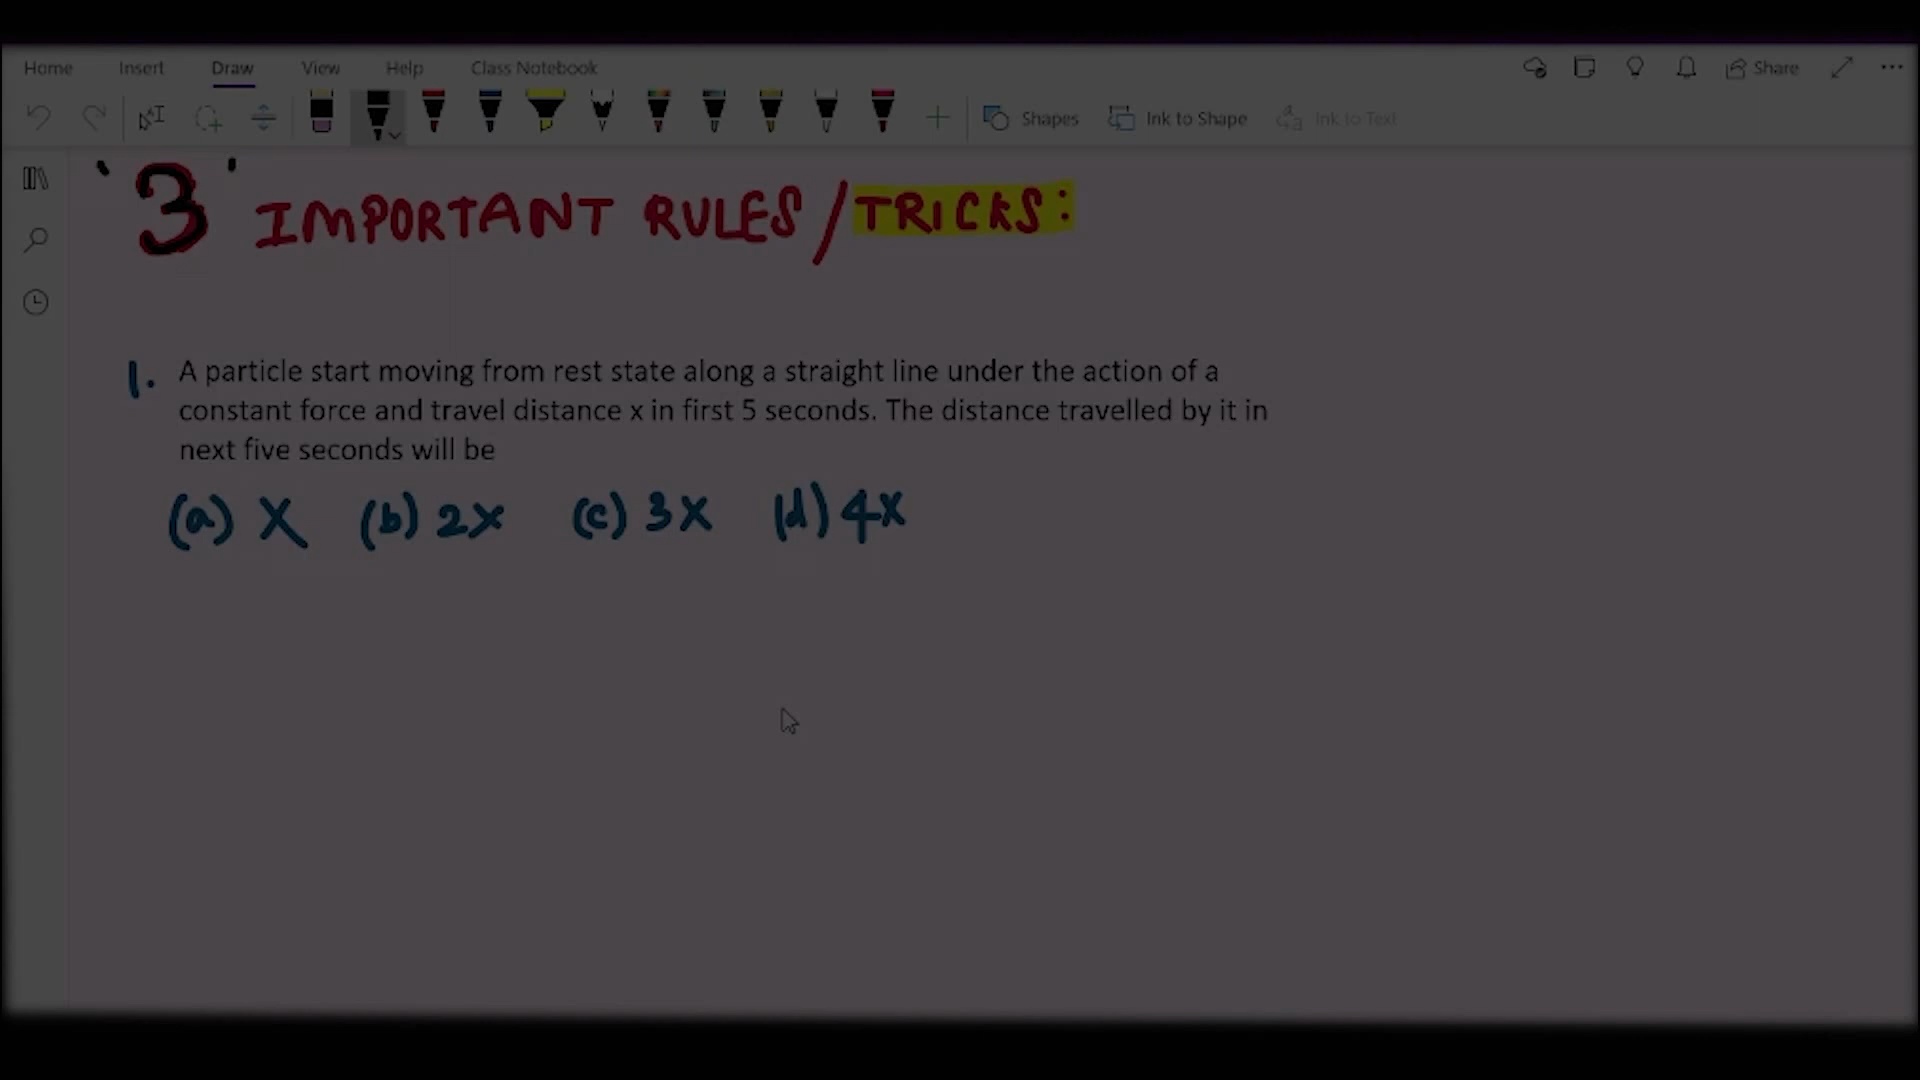 Home Insert Draw View Help Class Notebook Share
Shapes Ink to Shape Ink to Text
'3' IMPORTANT RULES/TRICKS:
1. A particle start moving from rest state along a straight line under the action of a
constant force and travel distance x in first 5 seconds. The distance travelled by it in
next five seconds will be
(a) X (b) 2x (c) 3x (d) 4x